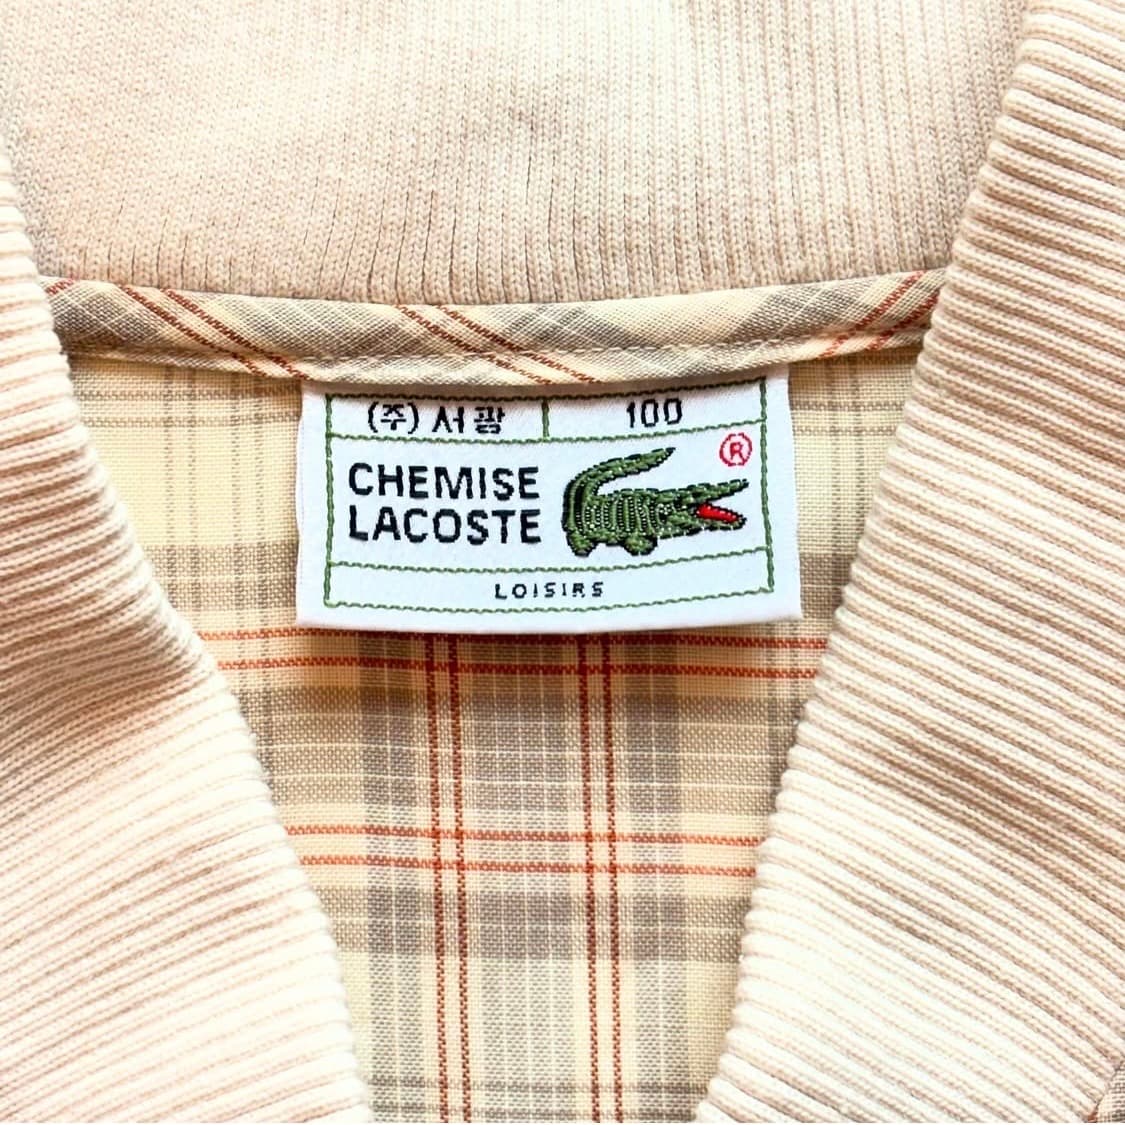 (주) 서광 100
®
CHEMISE
LACOSTE
LOISIRS